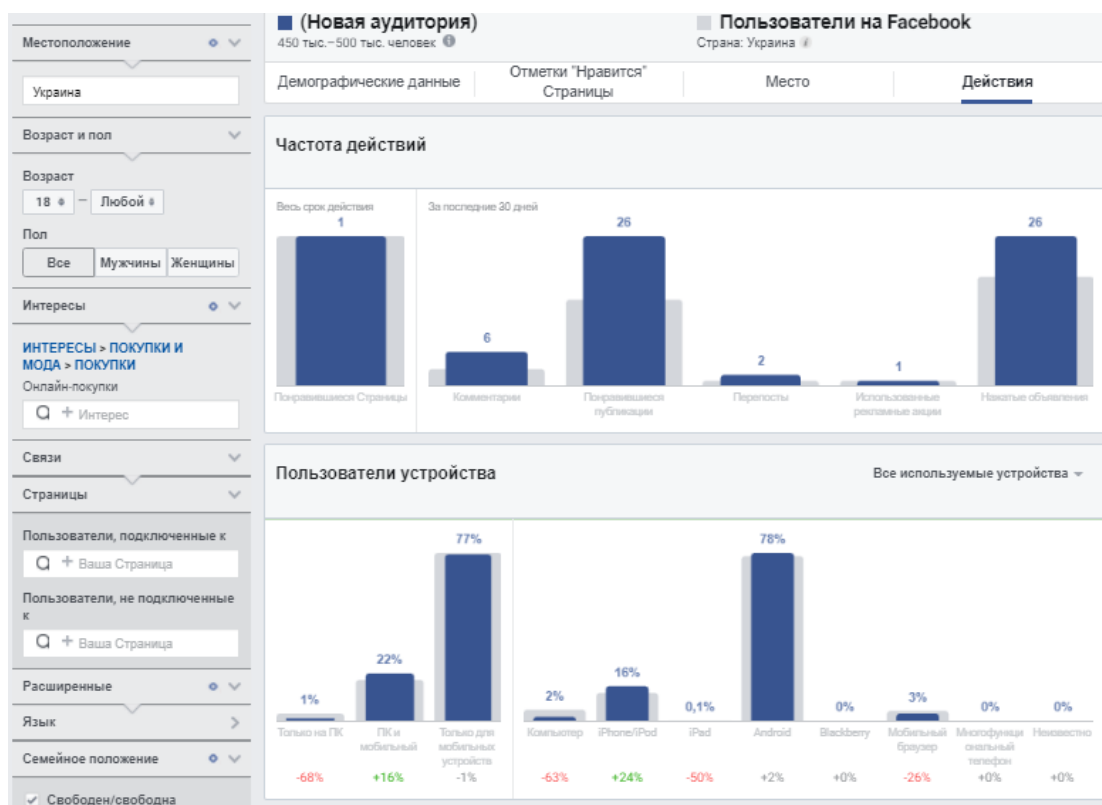 Местоположение
Украина
Возраст и пол
Возраст
18 – Любой
Пол
Все Мужчины Женщины
Интересы
ИНТЕРЕСЫ > ПОКУПКИ И
МОДА > ПОКУПКИ
Онлайн-покупки
+ Интерес
Связи
Страницы
Пользователи, подключенные к
+ Ваша Страница
Пользователи, не подключенные
к
+ Ваша Страница
Расширенные
Язык
Семейное положение
Свободен/свободна
(Новая аудитория)
450 тыс.–500 тыс. человек
Пользователи на Facebook
Страна: Украина
Демографические данные
Отметки "Нравится"
Страницы
Место
Действия
Частота действий
Весь срок действия
За последние 30 дней
1
6
26
2
1
26
Понравившиеся Страницы
Комментарии
Понравившиеся
публикации
Перепосты
Использованные
рекламные акции
Нажатые объявления
Пользователи устройства
Все используемые устройства
1%
22%
77%
2%
16%
0,1%
78%
0%
3%
0%
0%
Только на ПК
ПК и
мобильный
Только для
мобильных
устройств
Компьютер
iPhone/iPod
iPad
Android
Blackberry
Мобильный
браузер
Многофункци
ональный
телефон
Неизвестно
-68%
+16%
-1%
-63%
+24%
-50%
+2%
+0%
-26%
+0%
+0%